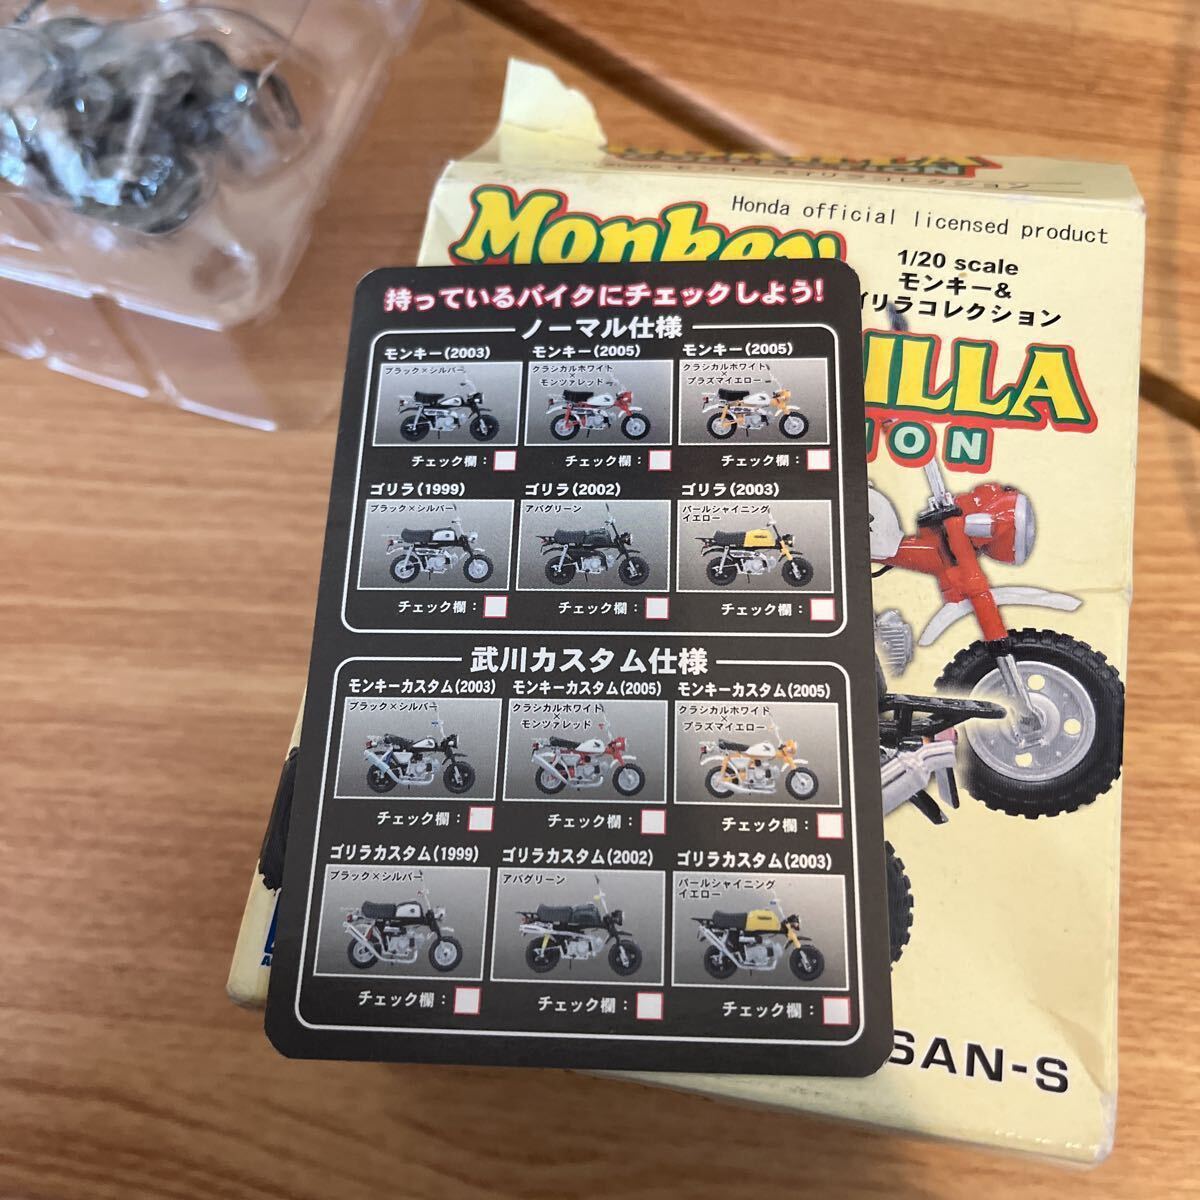 Honda official licensed product
Monkey
1/20 scale
モンキー&
ゴリラコレクション
持っているバイクにチェックしよう!
ノーマル仕様
モンキー(2003)
ブラック×シルバー
チェック欄:
モンキー(2005)
クラシカルホワイト
×
モンツァレッド
チェック欄:
モンキー(2005)
クラシカルホワイト
×
プラズマイエロー
チェック欄:
ゴリラ(1999)
ブラック×シルバー
チェック欄:
ゴリラ(2002)
アバグリーン
チェック欄:
ゴリラ(2003)
パールシャイニング
イエロー
チェック欄:
武川カスタム仕様
モンキーカスタム(2003)
ブラック×シルバー
チェック欄:
モンキーカスタム(2005)
クラシカルホワイト
×
モンツァレッド
チェック欄:
モンキーカスタム(2005)
クラシカルホワイト
×
プラズマイエロー
チェック欄:
ゴリラカスタム(1999)
ブラック×シルバー
チェック欄:
ゴリラカスタム(2002)
アバグリーン
チェック欄:
ゴリラカスタム(2003)
パールシャイニング
イエロー
チェック欄:
ILLA
ION
SAN-S